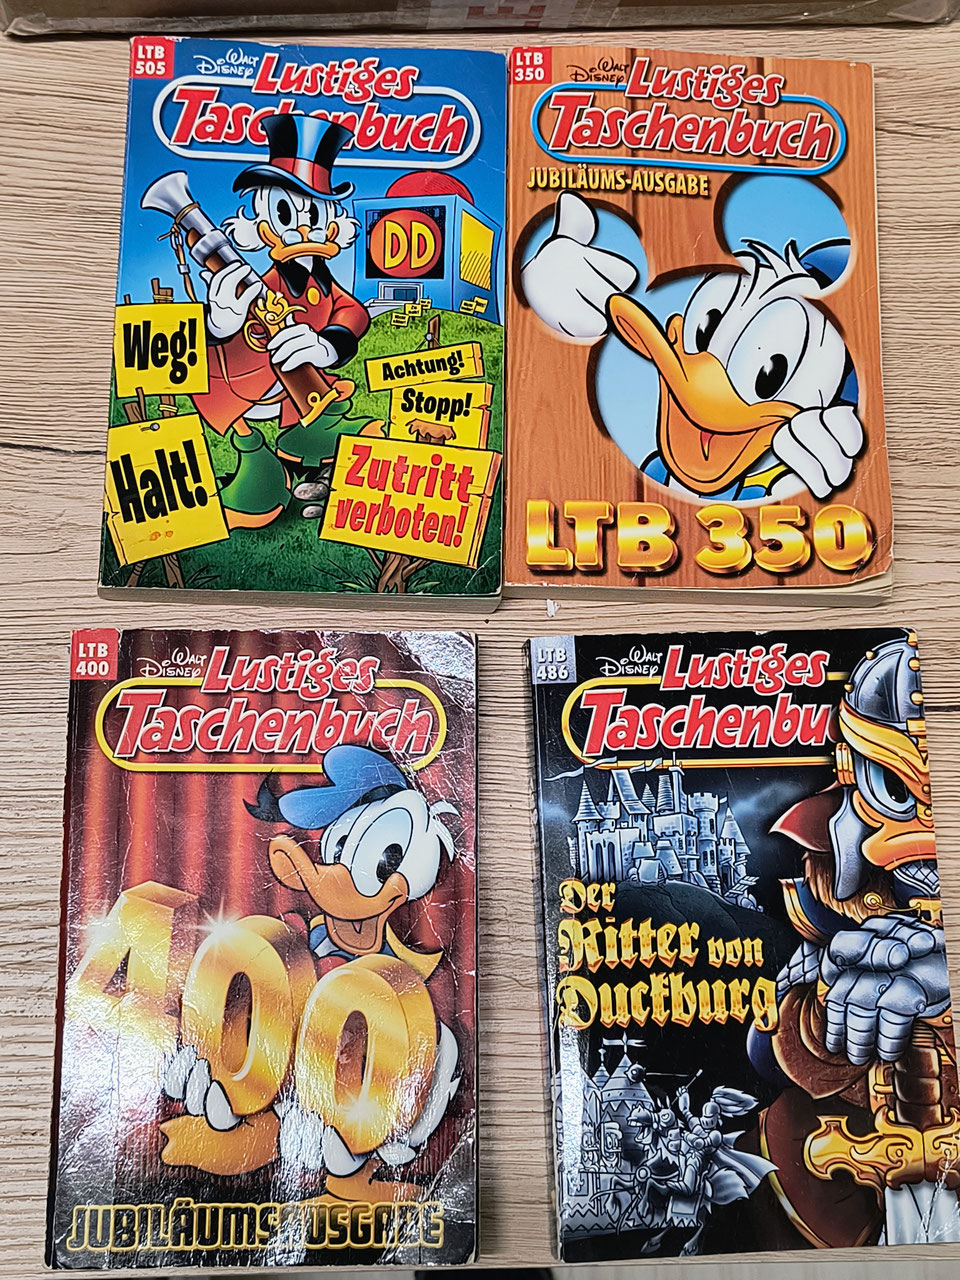 LTB
505
WALT
DISNEY
Lustiges
Taschenbuch
DD
Weg!
Halt!
Achtung!
Stopp!
Zutritt
verboten!
LTB
350
WALT
DISNEY
Lustiges
Taschenbuch
JUBILÄUMS-AUSGABE
LTB 350
LTB
400
WALT
DISNEY
Lustiges
Taschenbuch
400
JUBILÄUMSAUSGABE
LTB
486
WALT
DISNEY
Lustiges
Taschenbu
Der
Ritter von
Duckburg